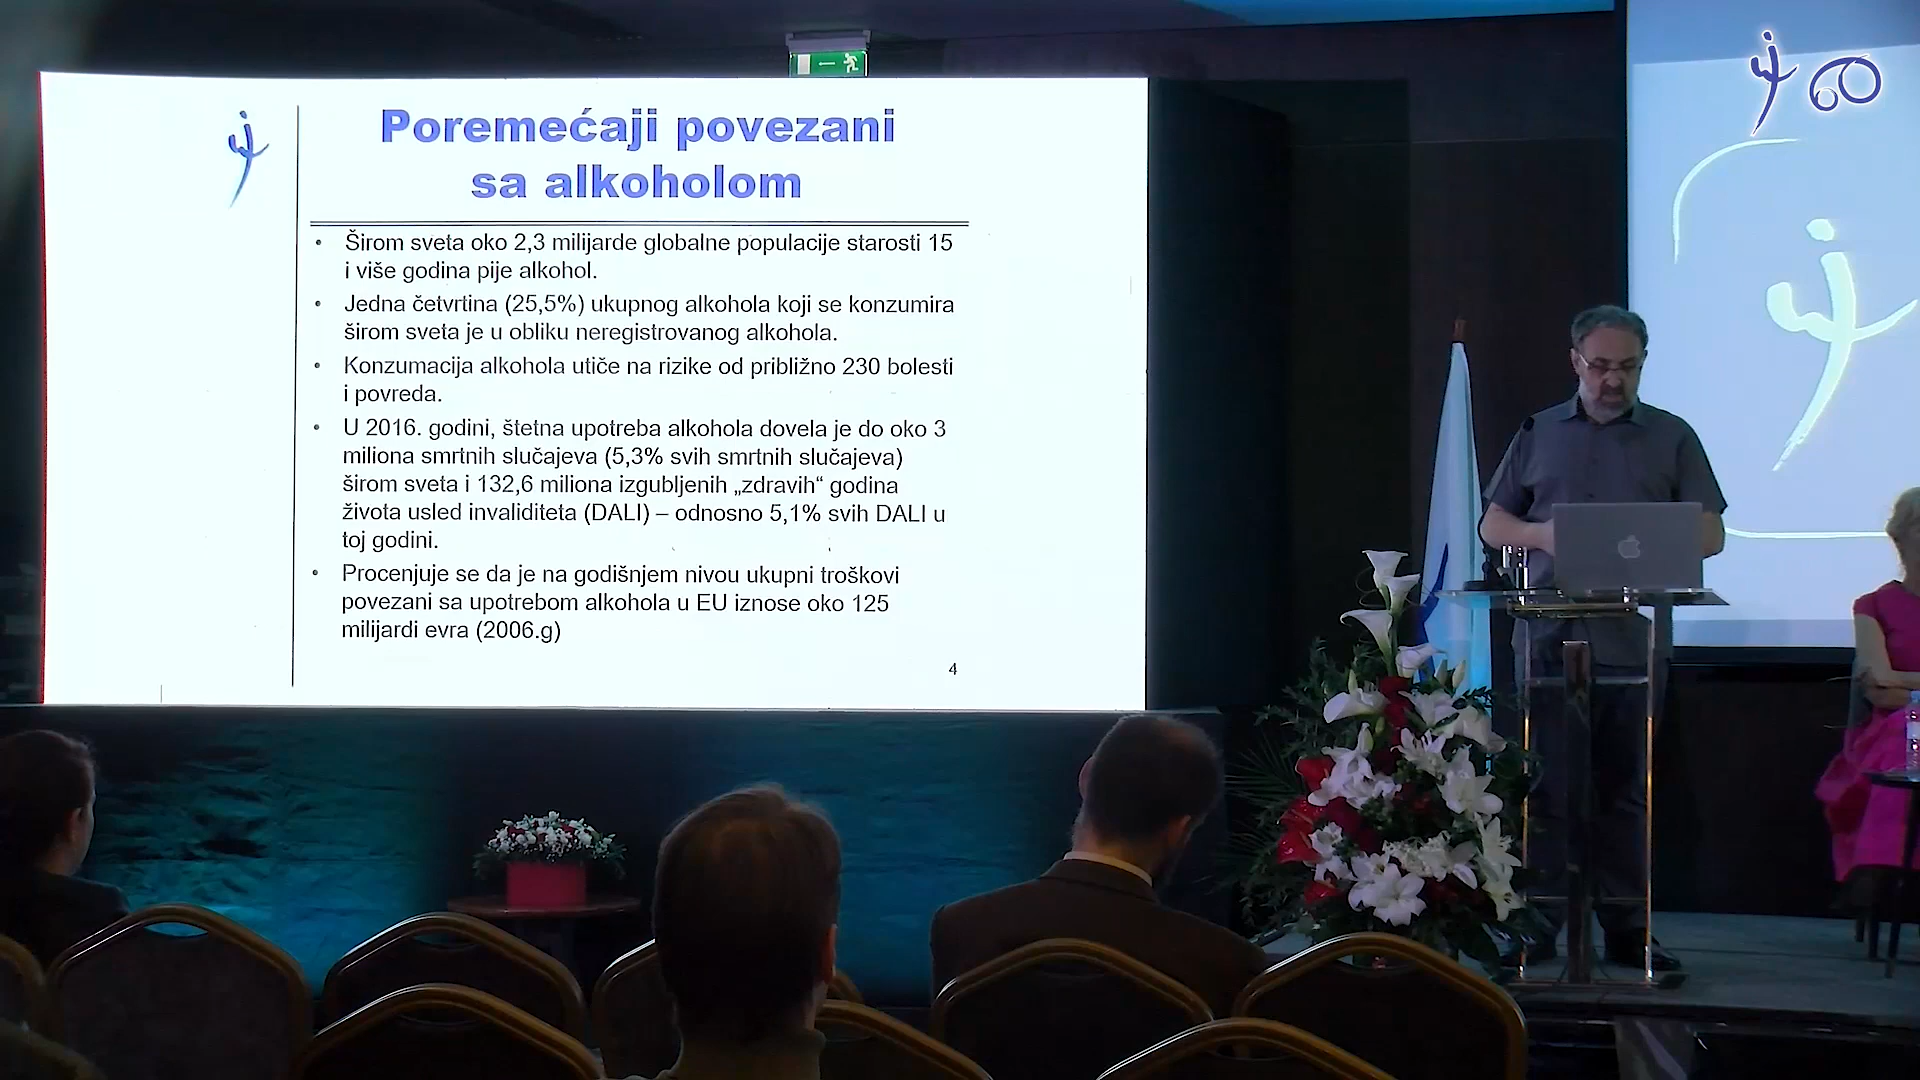 60
Poremećaji povezani
sa alkoholom
• Širom sveta oko 2,3 milijarde globalne populacije starosti 15
i više godina pije alkohol.
• Jedna četvrtina (25,5%) ukupnog alkohola koji se konzumira
širom sveta je u obliku neregistrovanog alkohola.
• Konzumacija alkohola utiče na rizike od približno 230 bolesti
i povreda.
• U 2016. godini, štetna upotreba alkohola dovela je do oko 3
miliona smrtnih slučajeva (5,3% svih smrtnih slučajeva)
širom sveta i 132,6 miliona izgubljenih „zdravih“ godina
života usled invaliditeta (DALI) – odnosno 5,1% svih DALI u
toj godini.
• Procenjuje se da je na godišnjem nivou ukupni troškovi
povezani sa upotrebom alkohola u EU iznose oko 125
milijardi evra (2006.g)
4